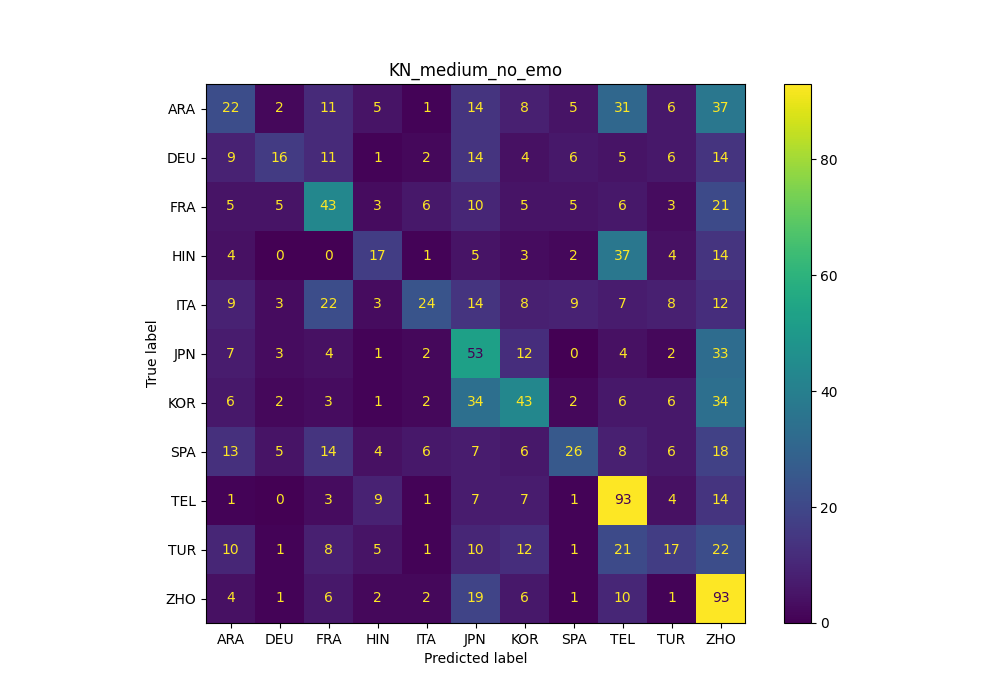 KN_medium_no_emo
True label
ARA 22 2 11 5 1 14 8 5 31 6 37
DEU 9 16 11 1 2 14 4 6 5 6 14
FRA 5 5 43 3 6 10 5 5 6 3 21
HIN 4 0 0 17 1 5 3 2 37 4 14
ITA 9 3 22 3 24 14 8 9 7 8 12
JPN 7 3 4 1 2 53 12 0 4 2 33
KOR 6 2 3 1 2 34 43 2 6 6 34
SPA 13 5 14 4 6 7 6 26 8 6 18
TEL 1 0 3 9 1 7 7 1 93 4 14
TUR 10 1 8 5 1 10 12 1 21 17 22
ZHO 4 1 6 2 2 19 6 1 10 1 93
ARA DEU FRA HIN ITA JPN KOR SPA TEL TUR ZHO
Predicted label
80
60
40
20
0